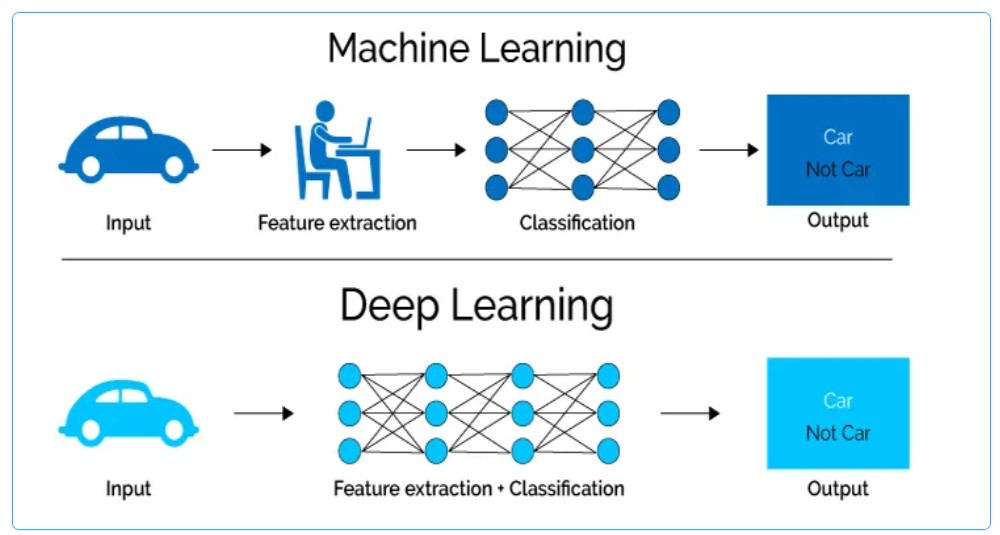 Machine Learning
Car
Not Car
Input
Feature extraction
Classification
Output
Deep Learning
Car
Not Car
Input
Feature extraction + Classification
Output